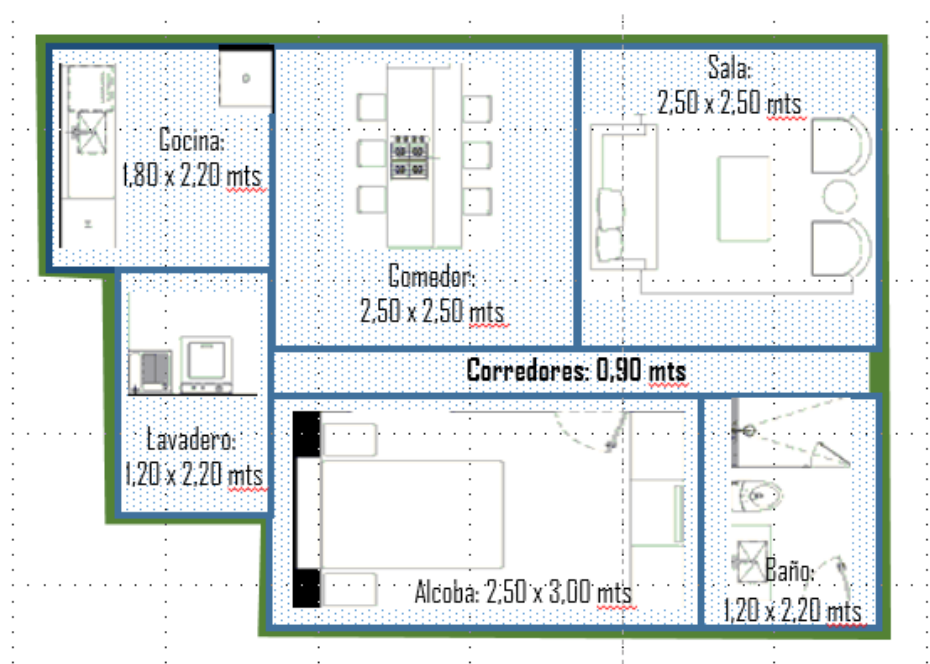 Cocina:
1,80 x 2,20 mts
Comedor:
2,50 x 2,50 mts
Sala:
2,50 x 2,50 mts
Corredores: 0,90 mts
Lavadero:
1,20 x 2,20 mts
Alcoba: 2,50 x 3,00 mts
Baño:
1,20 x 2,20 mts